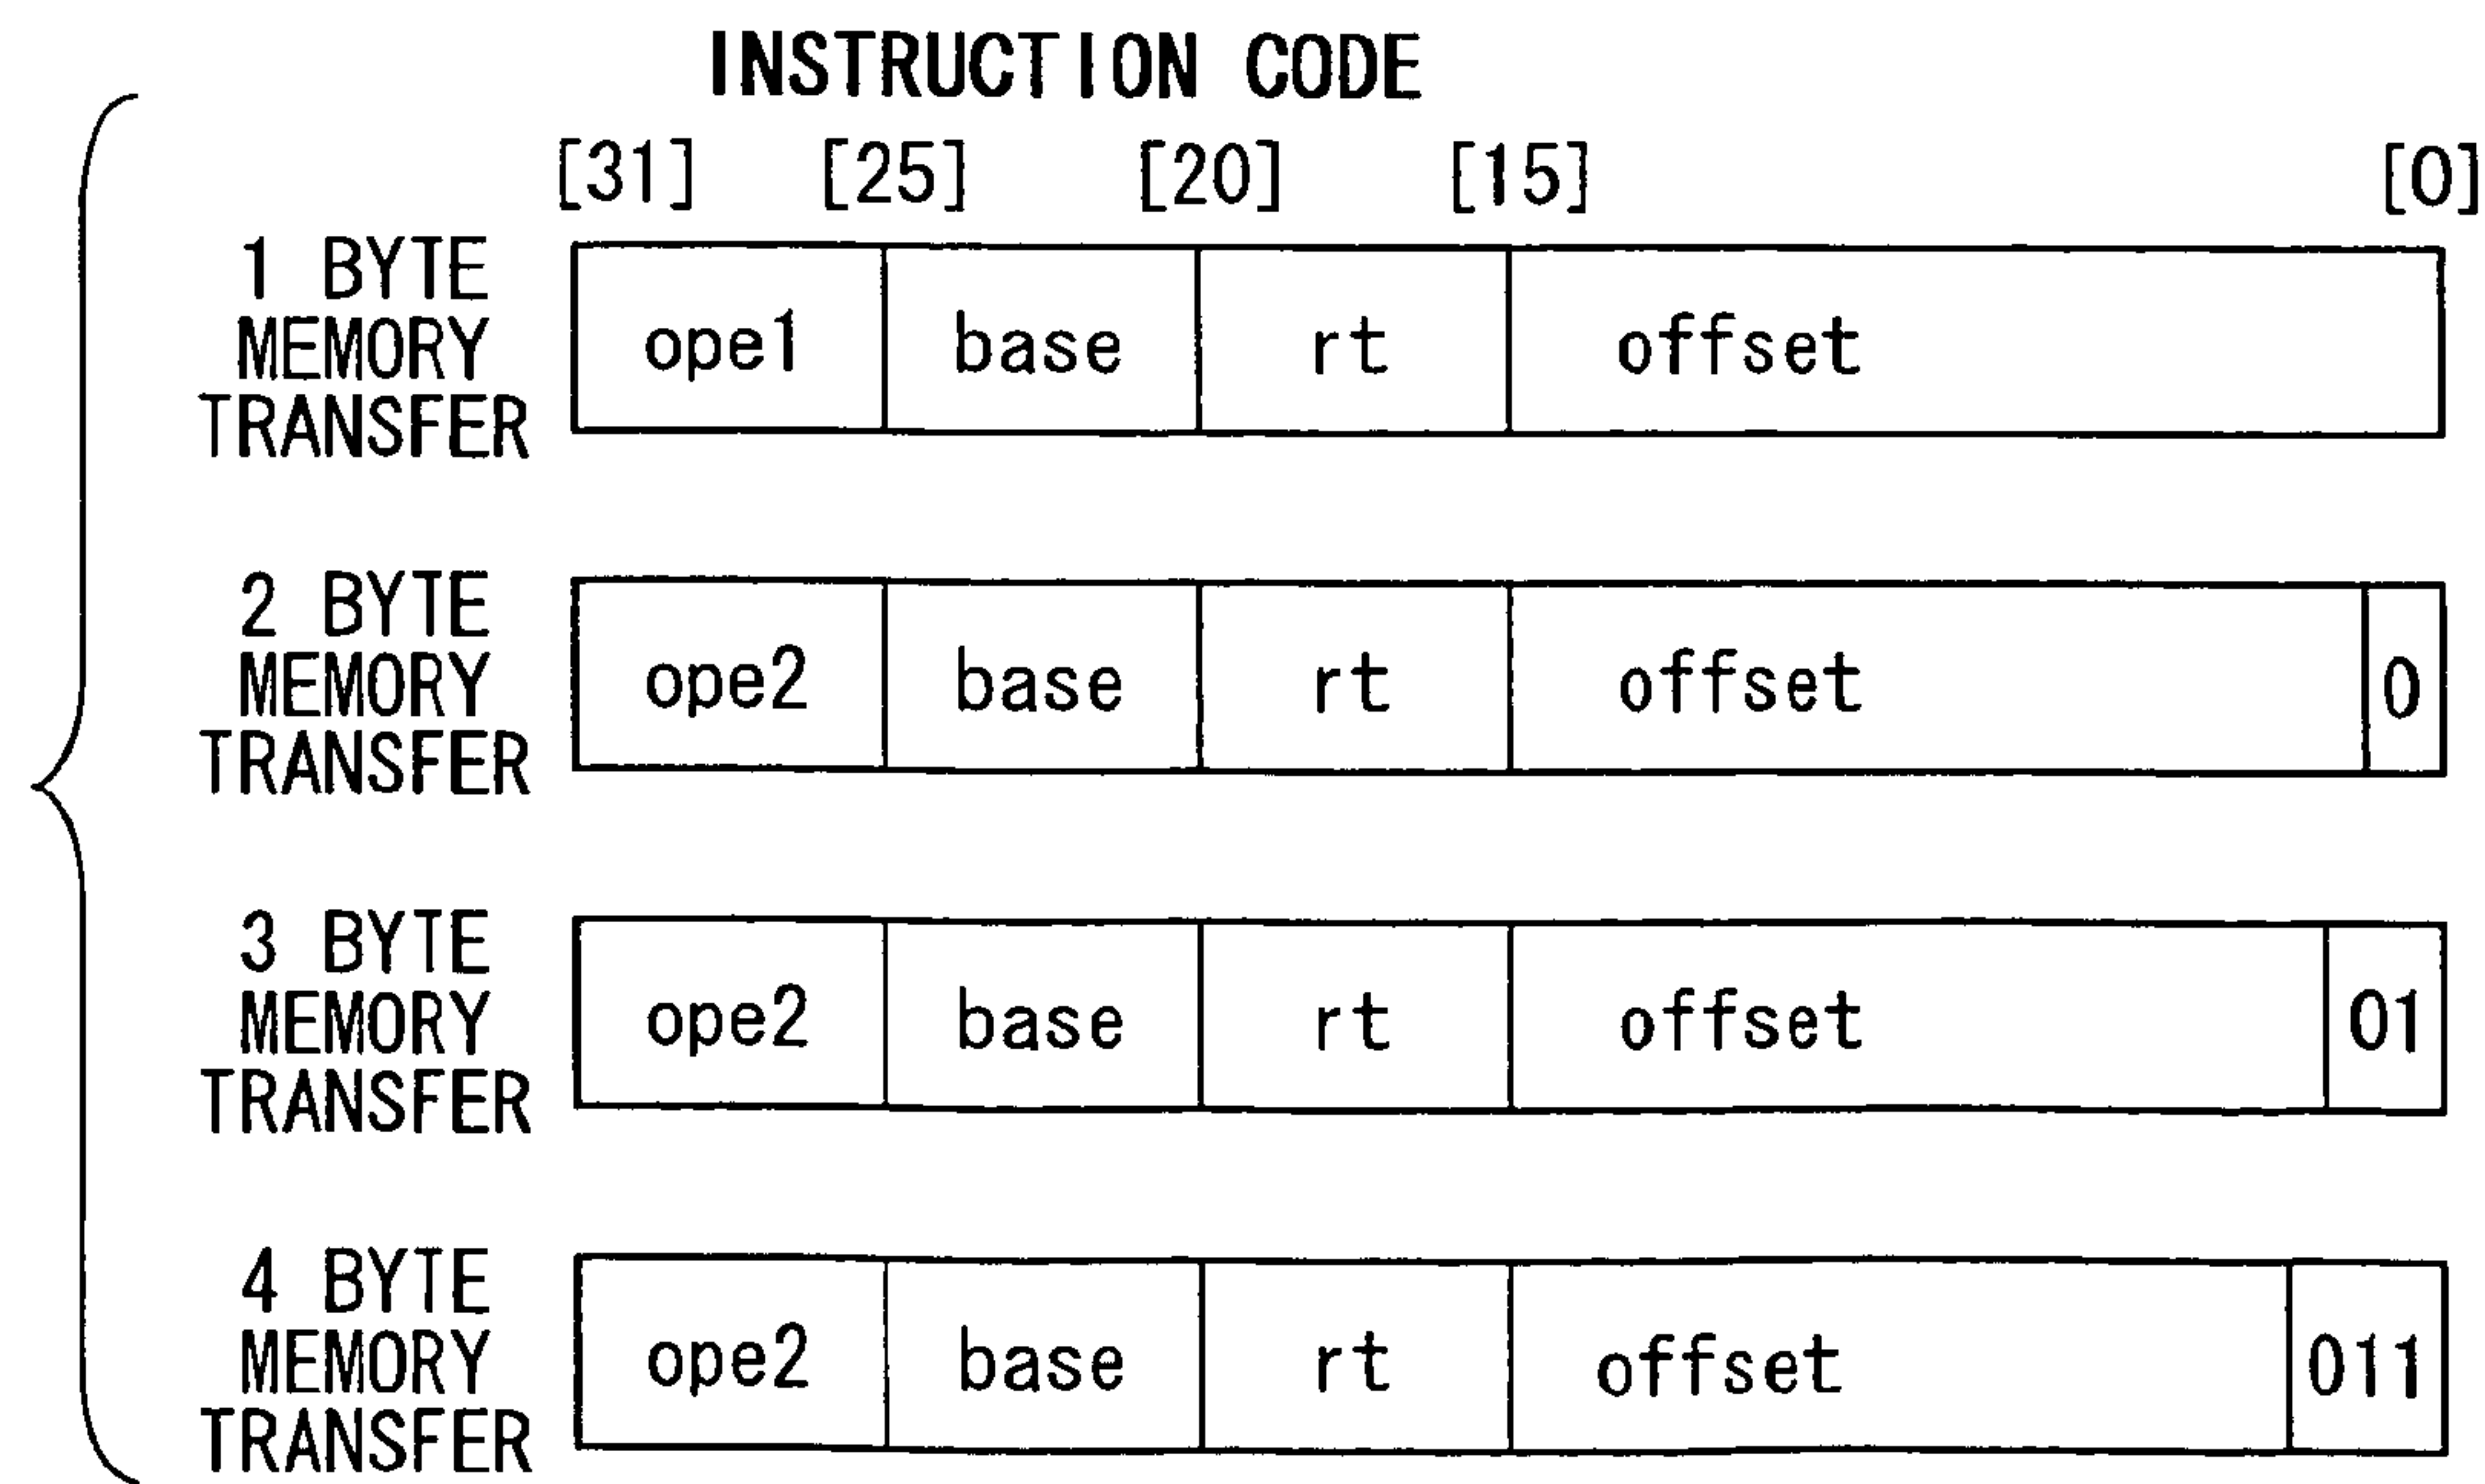 INSTRUCTION CODE
[31] [25] [20] [15] [0]
1 BYTE
MEMORY
TRANSFER
ope1 base rt offset
2 BYTE
MEMORY
TRANSFER
ope2 base rt offset 0
3 BYTE
MEMORY
TRANSFER
ope2 base rt offset 01
4 BYTE
MEMORY
TRANSFER
ope2 base rt offset 011